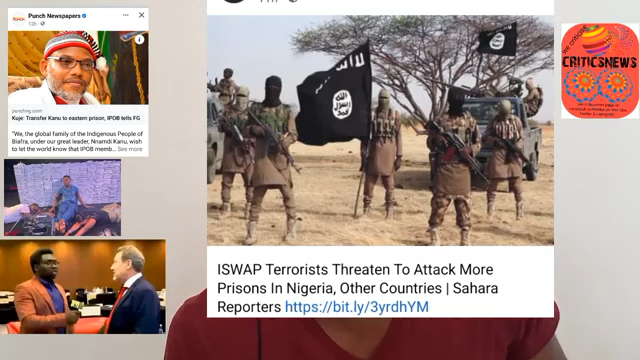 Punch Newspapers
12h
punchng.com
Kuje: Transfer Kanu to eastern prison, IPOB tells FG
"We, the global family of the Indigenous People of
Biafra, under our great leader, Nnamdi Kanu, wish
to let the world know that IPOB memb... See more
ISWAP Terrorists Threaten To Attack More
Prisons In Nigeria, Other Countries | Sahara
Reporters https://bit.ly/3yrdhYM
CRITICSNEWS